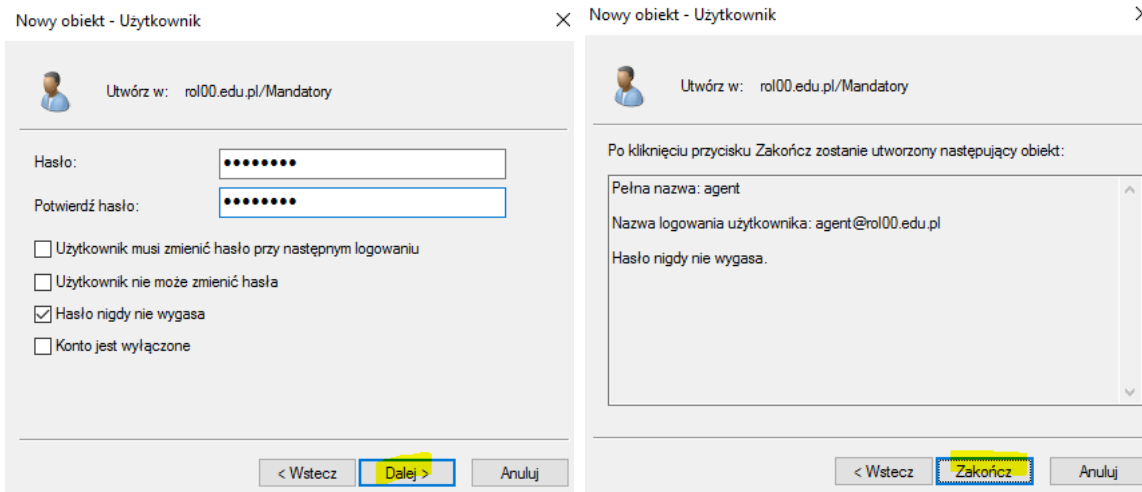 Nowy obiekt - Użytkownik
Utwórz w: rol00.edu.pl/Mandatory
Hasło: ••••••••
Potwierdź hasło: ••••••••
Użytkownik musi zmienić hasło przy następnym logowaniu
Użytkownik nie może zmienić hasła
Hasło nigdy nie wygasa
Konto jest wyłączone
< Wstecz Dalej > Anuluj
Nowy obiekt - Użytkownik
Utwórz w: rol00.edu.pl/Mandatory
Po kliknięciu przycisku Zakończ zostanie utworzony następujący obiekt:
Pełna nazwa: agent
Nazwa logowania użytkownika: agent@rol00.edu.pl
Hasło nigdy nie wygasa.
< Wstecz Zakończ Anuluj